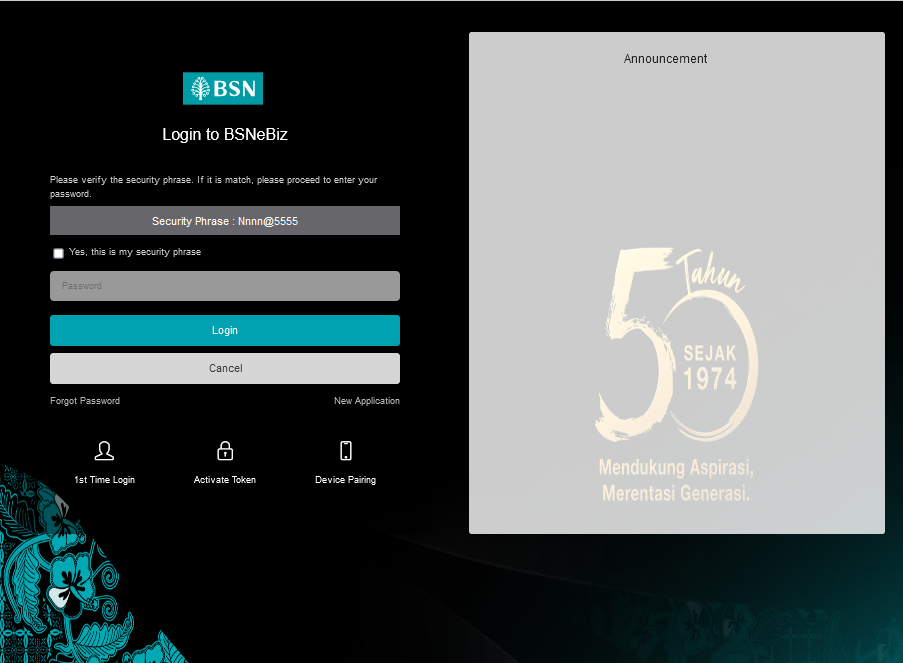 BSN
Login to BSNeBiz
Please verify the security phrase. If it is match, please proceed to enter your
password.
Security Phrase : Nnnn@5555
Yes, this is my security phrase
Password
Login
Cancel
Forgot Password
New Application
1st Time Login
Activate Token
Device Pairing
Announcement
50 Tahun
SEJAK
1974
Mendukung Aspirasi,
Merentasi Generasi.